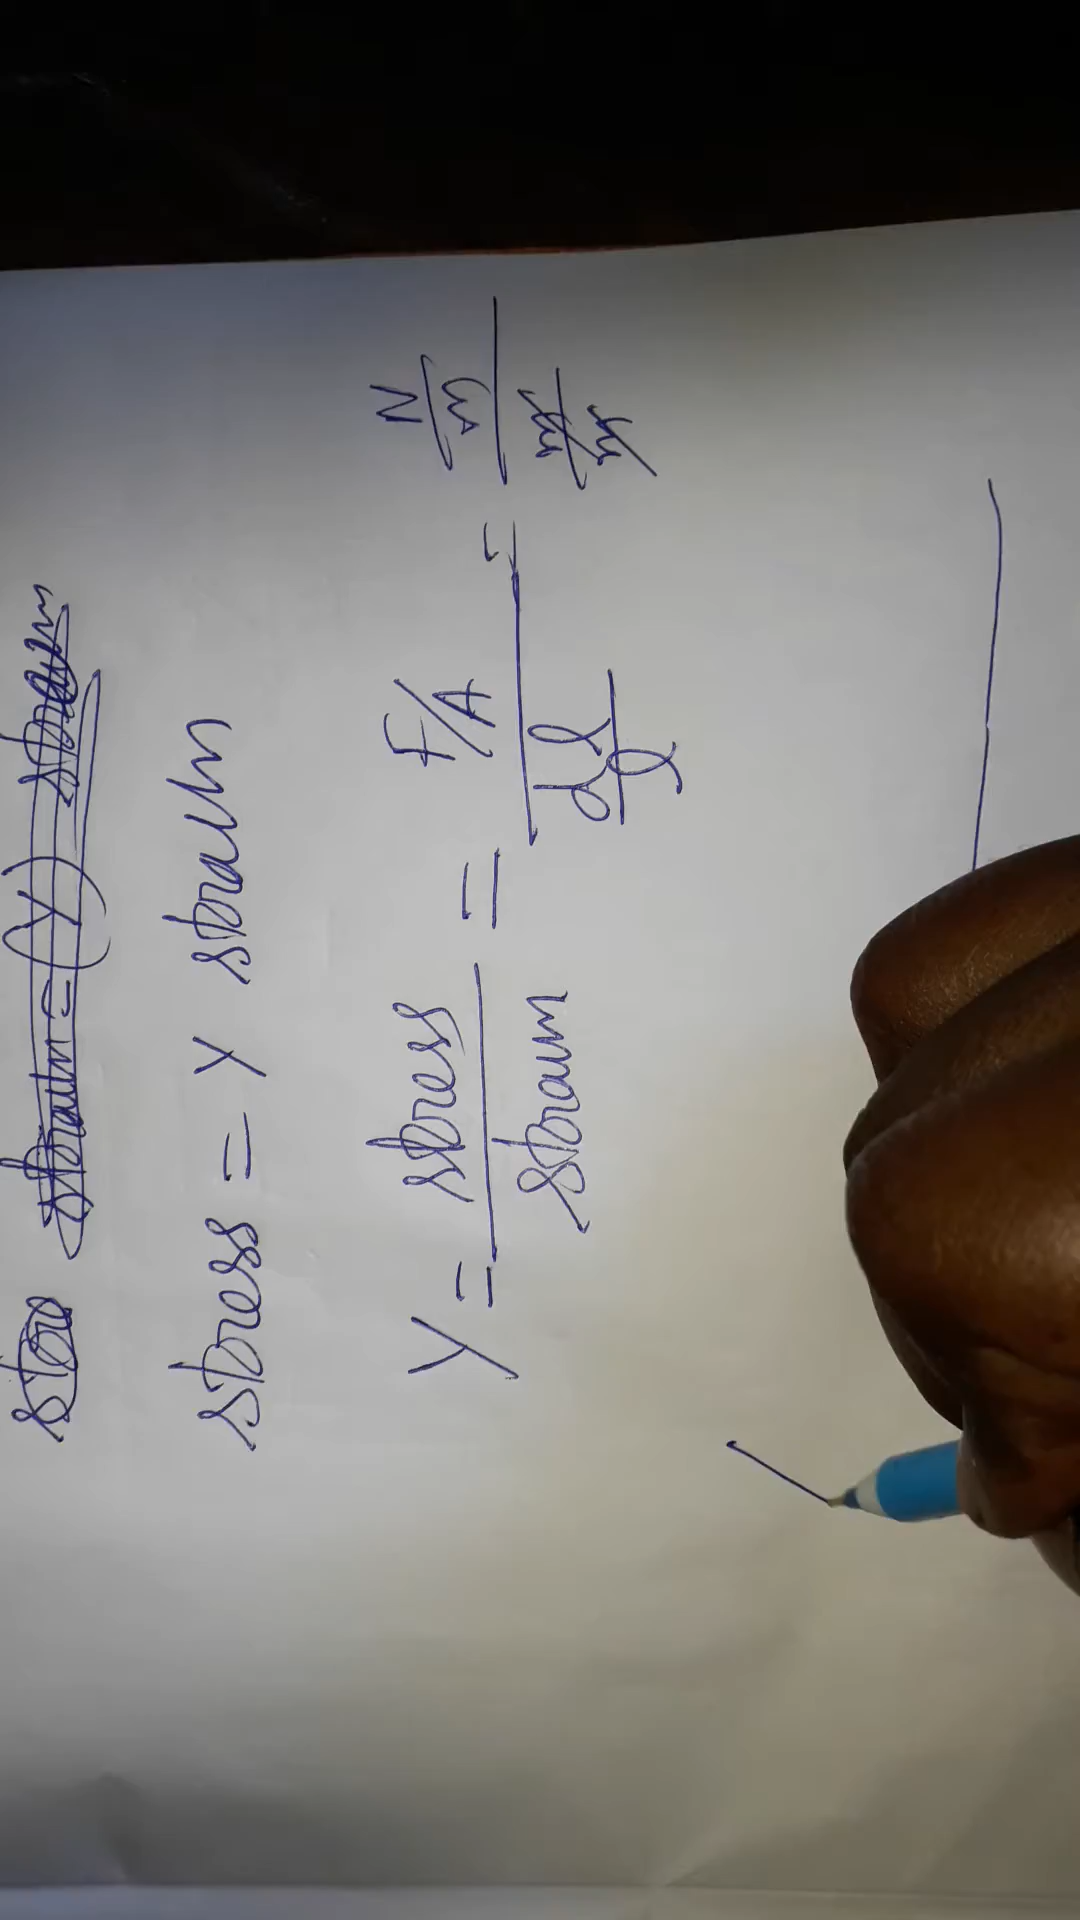 stress = Y strain
Y = stress/strain = F/A / dl/l = N/m² / m/m